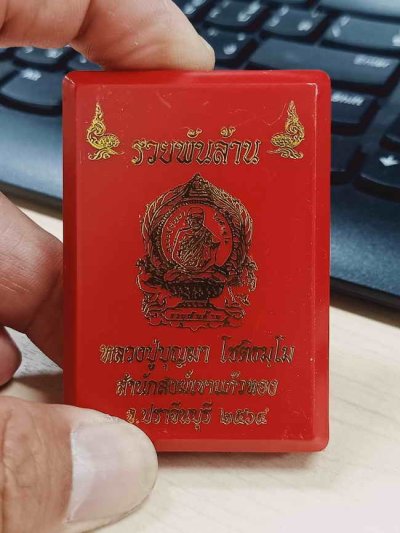 รวยพันล้าน
หลวงปู่บุญมา โชติธมฺโม
สำนักสงฆ์เขาแก้วทอง
จ.ปราจีนบุรี ๒๕๖๔